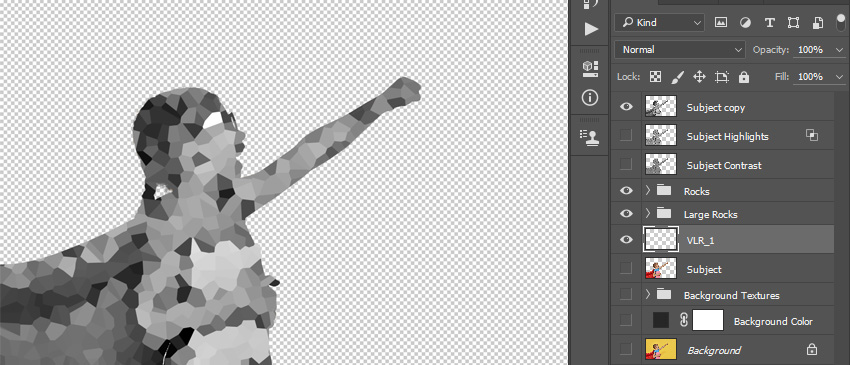 Kind
Normal Opacity: 100%
Lock: Fill: 100%
Subject copy
Subject Highlights
Subject Contrast
Rocks
Large Rocks
VLR_1
Subject
Background Textures
Background Color
Background